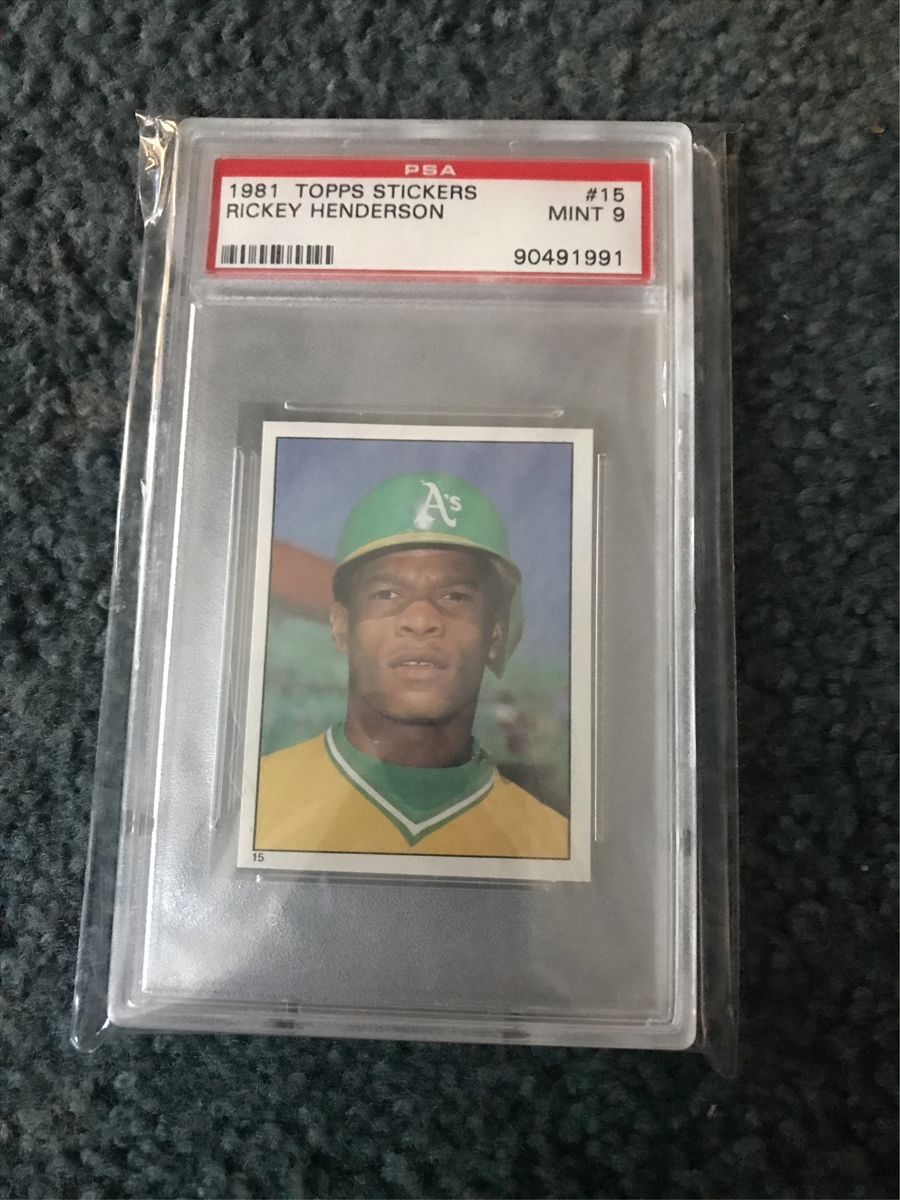 PSA
1981 TOPPS STICKERS #15
RICKEY HENDERSON MINT 9
90491991
A's
15